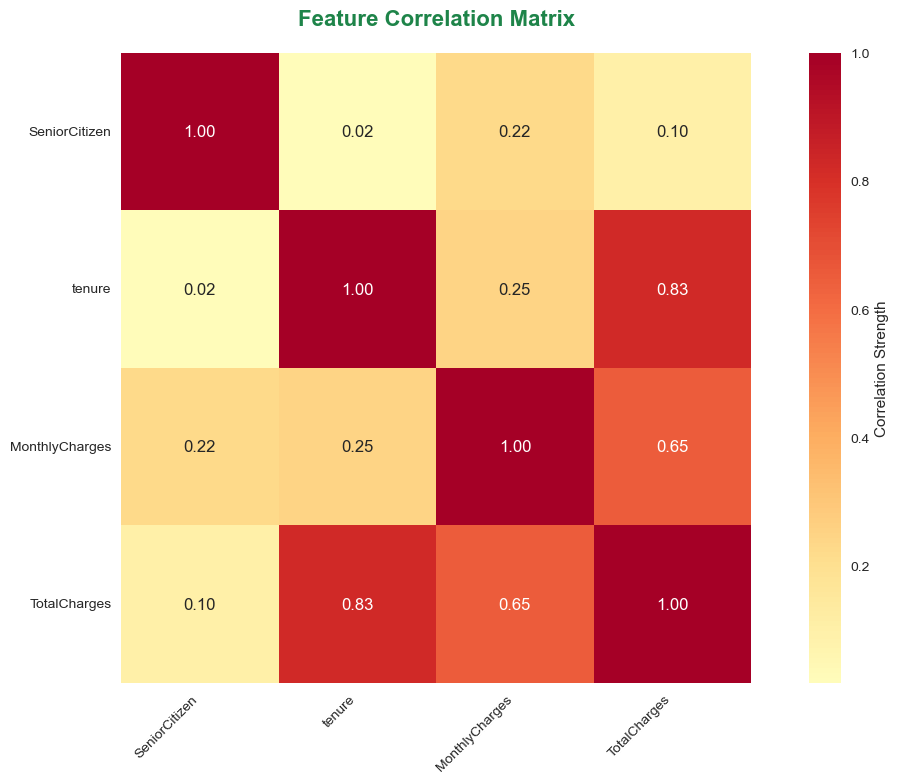 Feature Correlation Matrix
SeniorCitizen 1.00 0.02 0.22 0.10
tenure 0.02 1.00 0.25 0.83
MonthlyCharges 0.22 0.25 1.00 0.65
TotalCharges 0.10 0.83 0.65 1.00
SeniorCitizen tenure MonthlyCharges TotalCharges
1.0
0.8
0.6
0.4
0.2
Correlation Strength